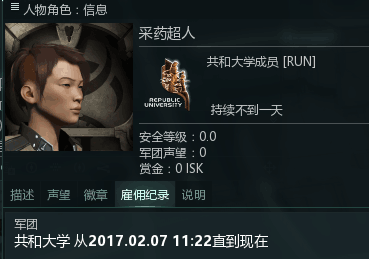 人物角色：信息
采药超人
共和大学成员 [RUN]
REPUBLIC
UNIVERSITY
持续不到一天
安全等级：0.0
军团声望：0
赏金：0 ISK
描述 声望 徽章 雇佣纪录 说明
军团
共和大学 从2017.02.07 11:22直到现在